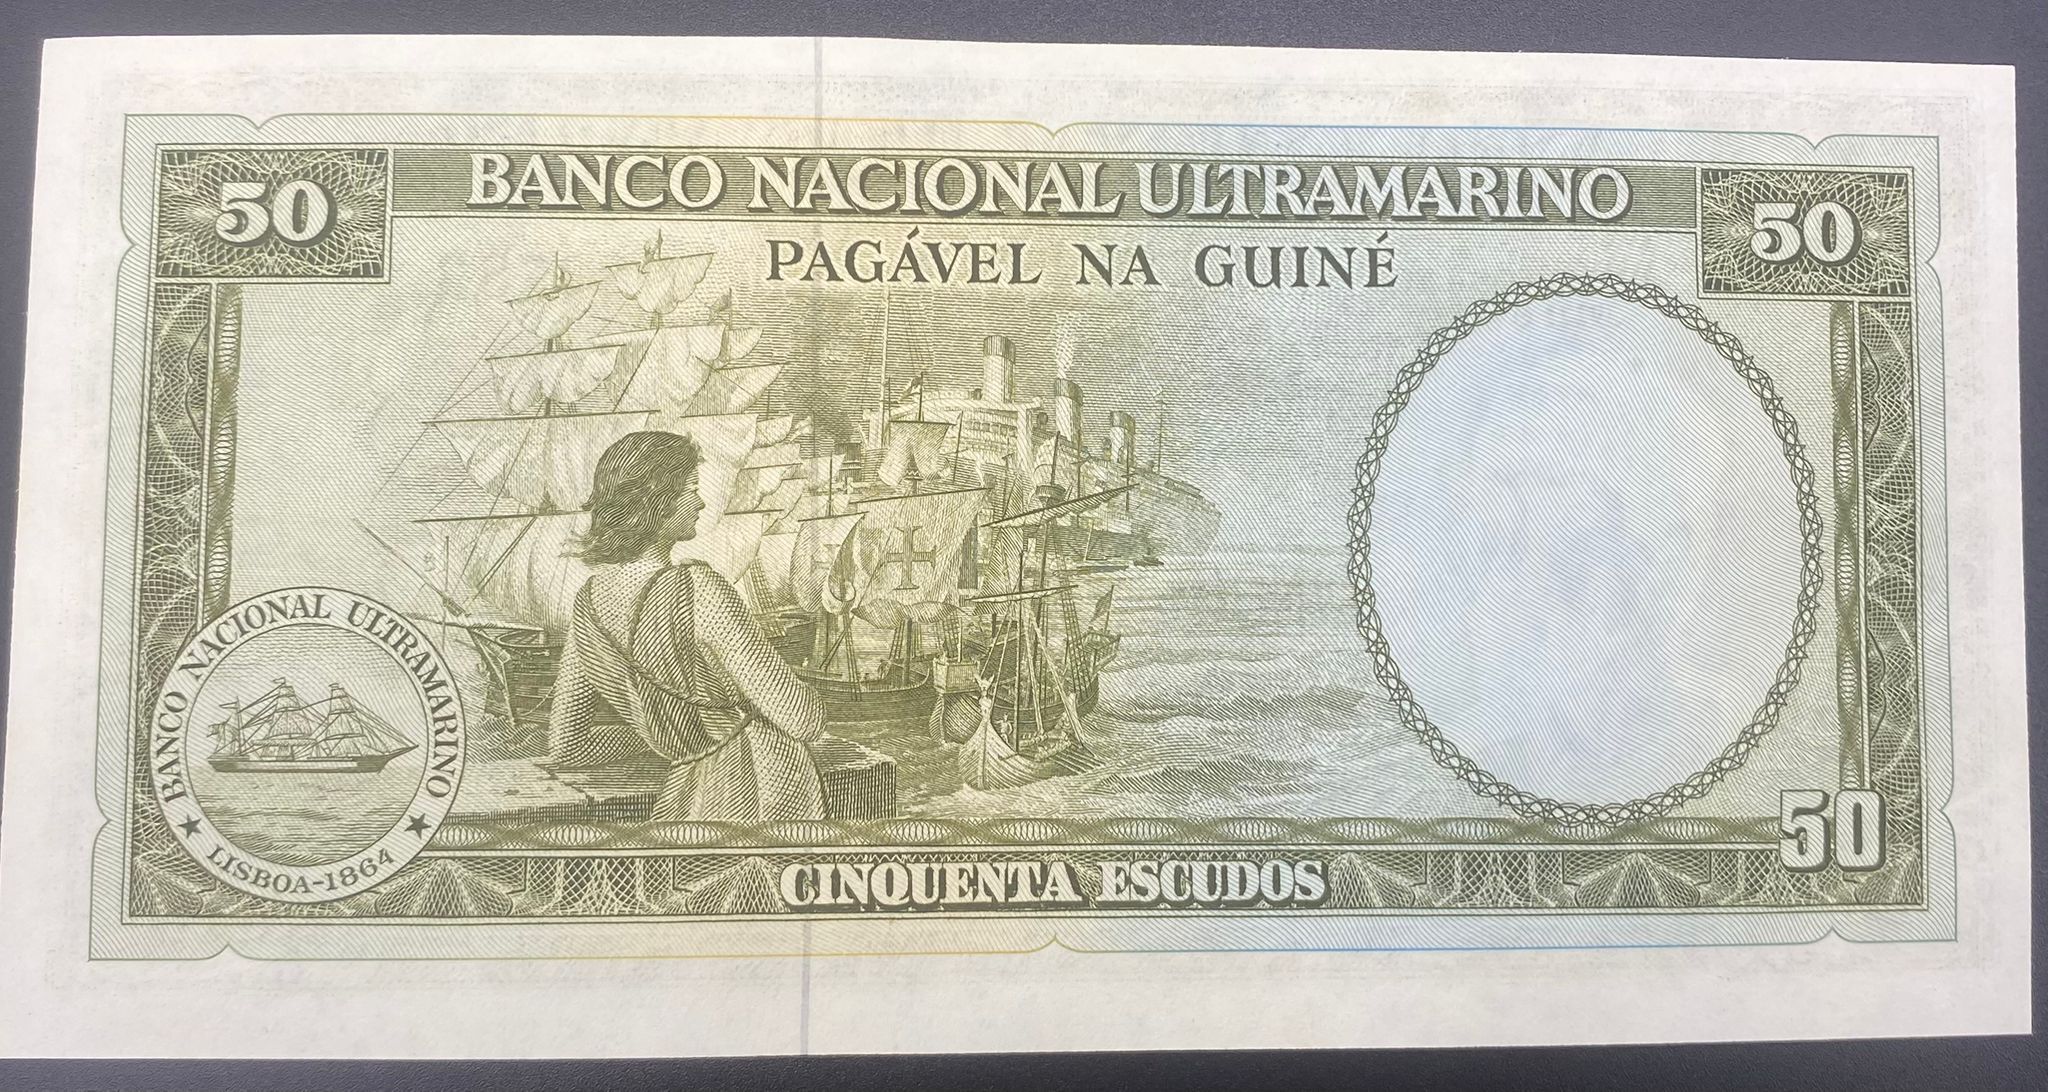 50
BANCO NACIONAL ULTRAMARINO
50
PAGÁVEL NA GUINÉ
BANCO NACIONAL ULTRAMARINO
★ LISBOA-1864 ★
50
CINQUENTA ESCUDOS